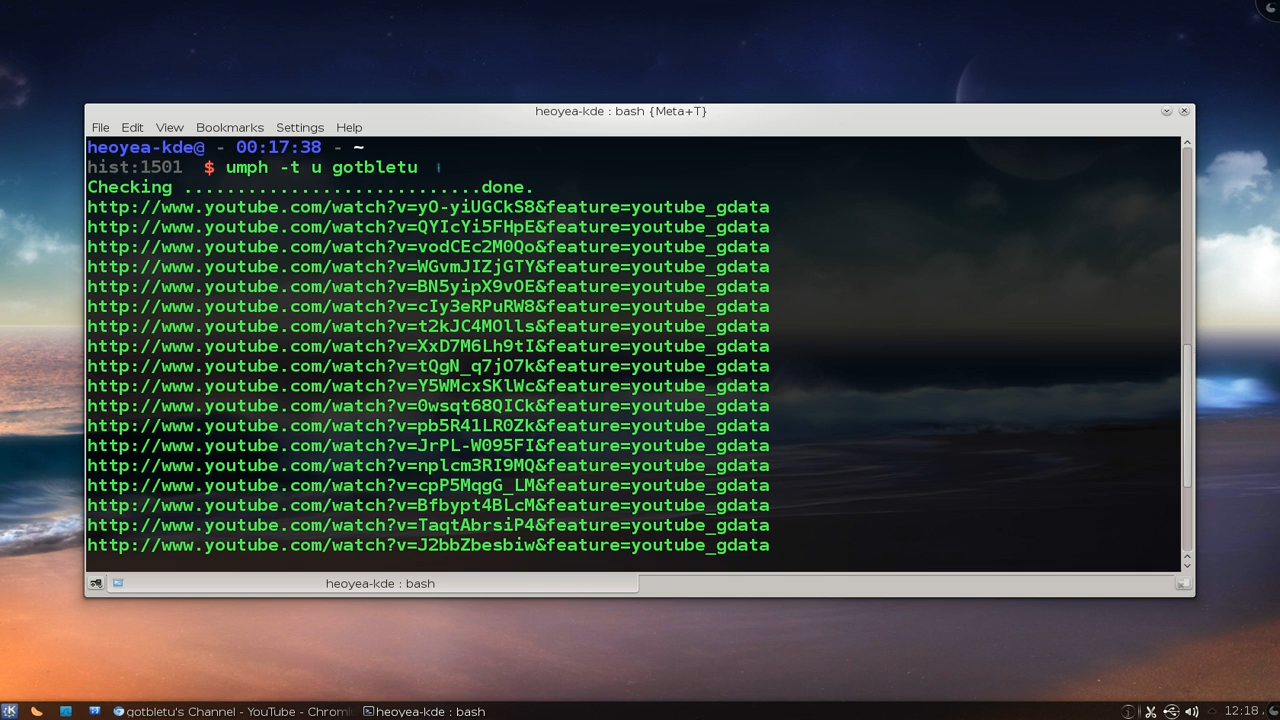 heoyea-kde : bash {Meta+T}
File Edit View Bookmarks Settings Help
heoyea-kde@ - 00:17:38 - ~
hist:1501 $ umph -t u gotbletu
Checking ............................done.
http://www.youtube.com/watch?v=yO-yiUGCkS8&feature=youtube_gdata
http://www.youtube.com/watch?v=QYIcYi5FHpE&feature=youtube_gdata
http://www.youtube.com/watch?v=vodCEc2M0Qo&feature=youtube_gdata
http://www.youtube.com/watch?v=WGvmJIZjGTY&feature=youtube_gdata
http://www.youtube.com/watch?v=BN5yipX9vOE&feature=youtube_gdata
http://www.youtube.com/watch?v=cIy3eRPuRW8&feature=youtube_gdata
http://www.youtube.com/watch?v=t2kJC4MOlls&feature=youtube_gdata
http://www.youtube.com/watch?v=XxD7M6Lh9tI&feature=youtube_gdata
http://www.youtube.com/watch?v=tQgN_q7jO7k&feature=youtube_gdata
http://www.youtube.com/watch?v=Y5WMcxSKlWc&feature=youtube_gdata
http://www.youtube.com/watch?v=0wsqt68QICk&feature=youtube_gdata
http://www.youtube.com/watch?v=pb5R41LR0Zk&feature=youtube_gdata
http://www.youtube.com/watch?v=JrPL-W095FI&feature=youtube_gdata
http://www.youtube.com/watch?v=nplcm3RI9MQ&feature=youtube_gdata
http://www.youtube.com/watch?v=cpP5MqgG_LM&feature=youtube_gdata
http://www.youtube.com/watch?v=Bfbypt4BLcM&feature=youtube_gdata
http://www.youtube.com/watch?v=TaqtAbrsiP4&feature=youtube_gdata
http://www.youtube.com/watch?v=J2bbZbesbiw&feature=youtube_gdata
heoyea-kde : bash
gotbletu's Channel - YouTube - Chromi
heoyea-kde : bash
12:18